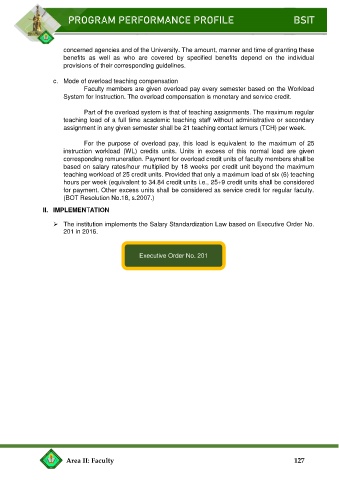 PROGRAM PERFORMANCE PROFILE BSIT
concerned agencies and of the University. The amount, manner and time of granting these
benefits as well as who are covered by specified benefits depend on the individual
provisions of their corresponding guidelines.
c. Mode of overload teaching compensation
Faculty members are given overload pay every semester based on the Workload
System for Instruction. The overload compensation is monetary and service credit.
Part of the overload system is that of teaching assignments. The maximum regular
teaching load of a full time academic teaching staff without administrative or secondary
assignment in any given semester shall be 21 teaching contact lemurs (TCH) per week.
For the purpose of overload pay, this load is equivalent to the maximum of 25
instruction workload (WL) credits units. Units in excess of this normal load are given
corresponding remuneration. Payment for overload credit units of faculty members shall be
based on salary rates/hour multiplied by 18 weeks per credit unit beyond the maximum
teaching workload of 25 credit units. Provided that only a maximum load of six (6) teaching
hours per week (equivalent to 34.84 credit units i.e., 25+9 credit units shall be considered
for payment. Other excess units shall be considered as service credit for regular faculty.
(BOT Resolution No.18, s.2007.)
II. IMPLEMENTATION
➢ The institution implements the Salary Standardization Law based on Executive Order No.
201 in 2016.
Executive Order No. 201
Area II: Faculty 127